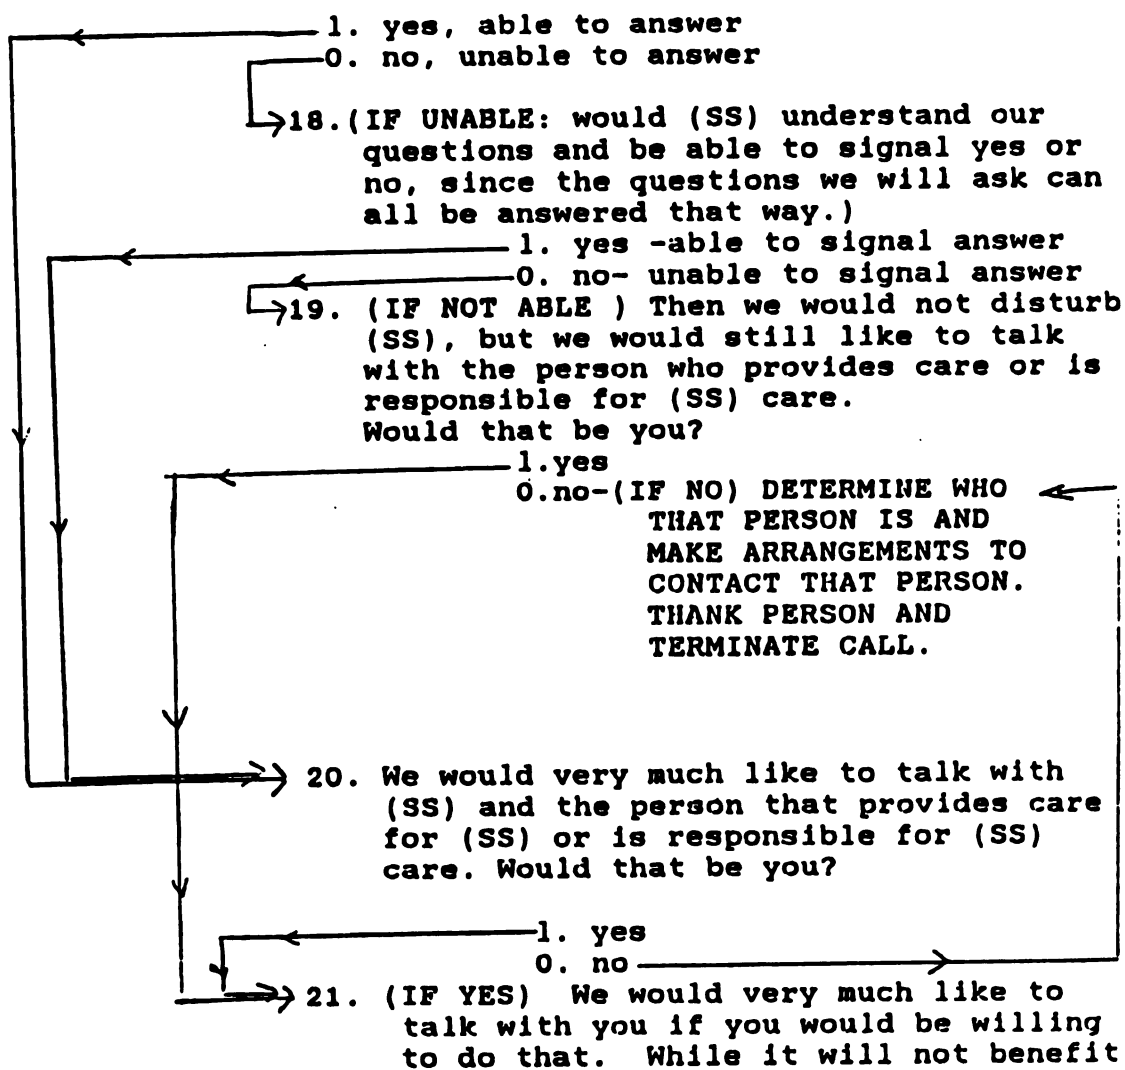 1. yes, able to answer
0. no, unable to answer
18.(IF UNABLE: would (SS) understand our
questions and be able to signal yes or
no, since the questions we will ask can
all be answered that way.)
1. yes -able to signal answer
0. no- unable to signal answer
19. (IF NOT ABLE ) Then we would not disturb
(SS), but we would still like to talk
with the person who provides care or is
responsible for (SS) care.
Would that be you?
1.yes
0.no-(IF NO) DETERMINE WHO
THAT PERSON IS AND
MAKE ARRANGEMENTS TO
CONTACT THAT PERSON.
THANK PERSON AND
TERMINATE CALL.
20. We would very much like to talk with
(SS) and the person that provides care
for (SS) or is responsible for (SS)
care. Would that be you?
1. yes
0. no
21. (IF YES) We would very much like to
talk with you if you would be willing
to do that. While it will not benefit